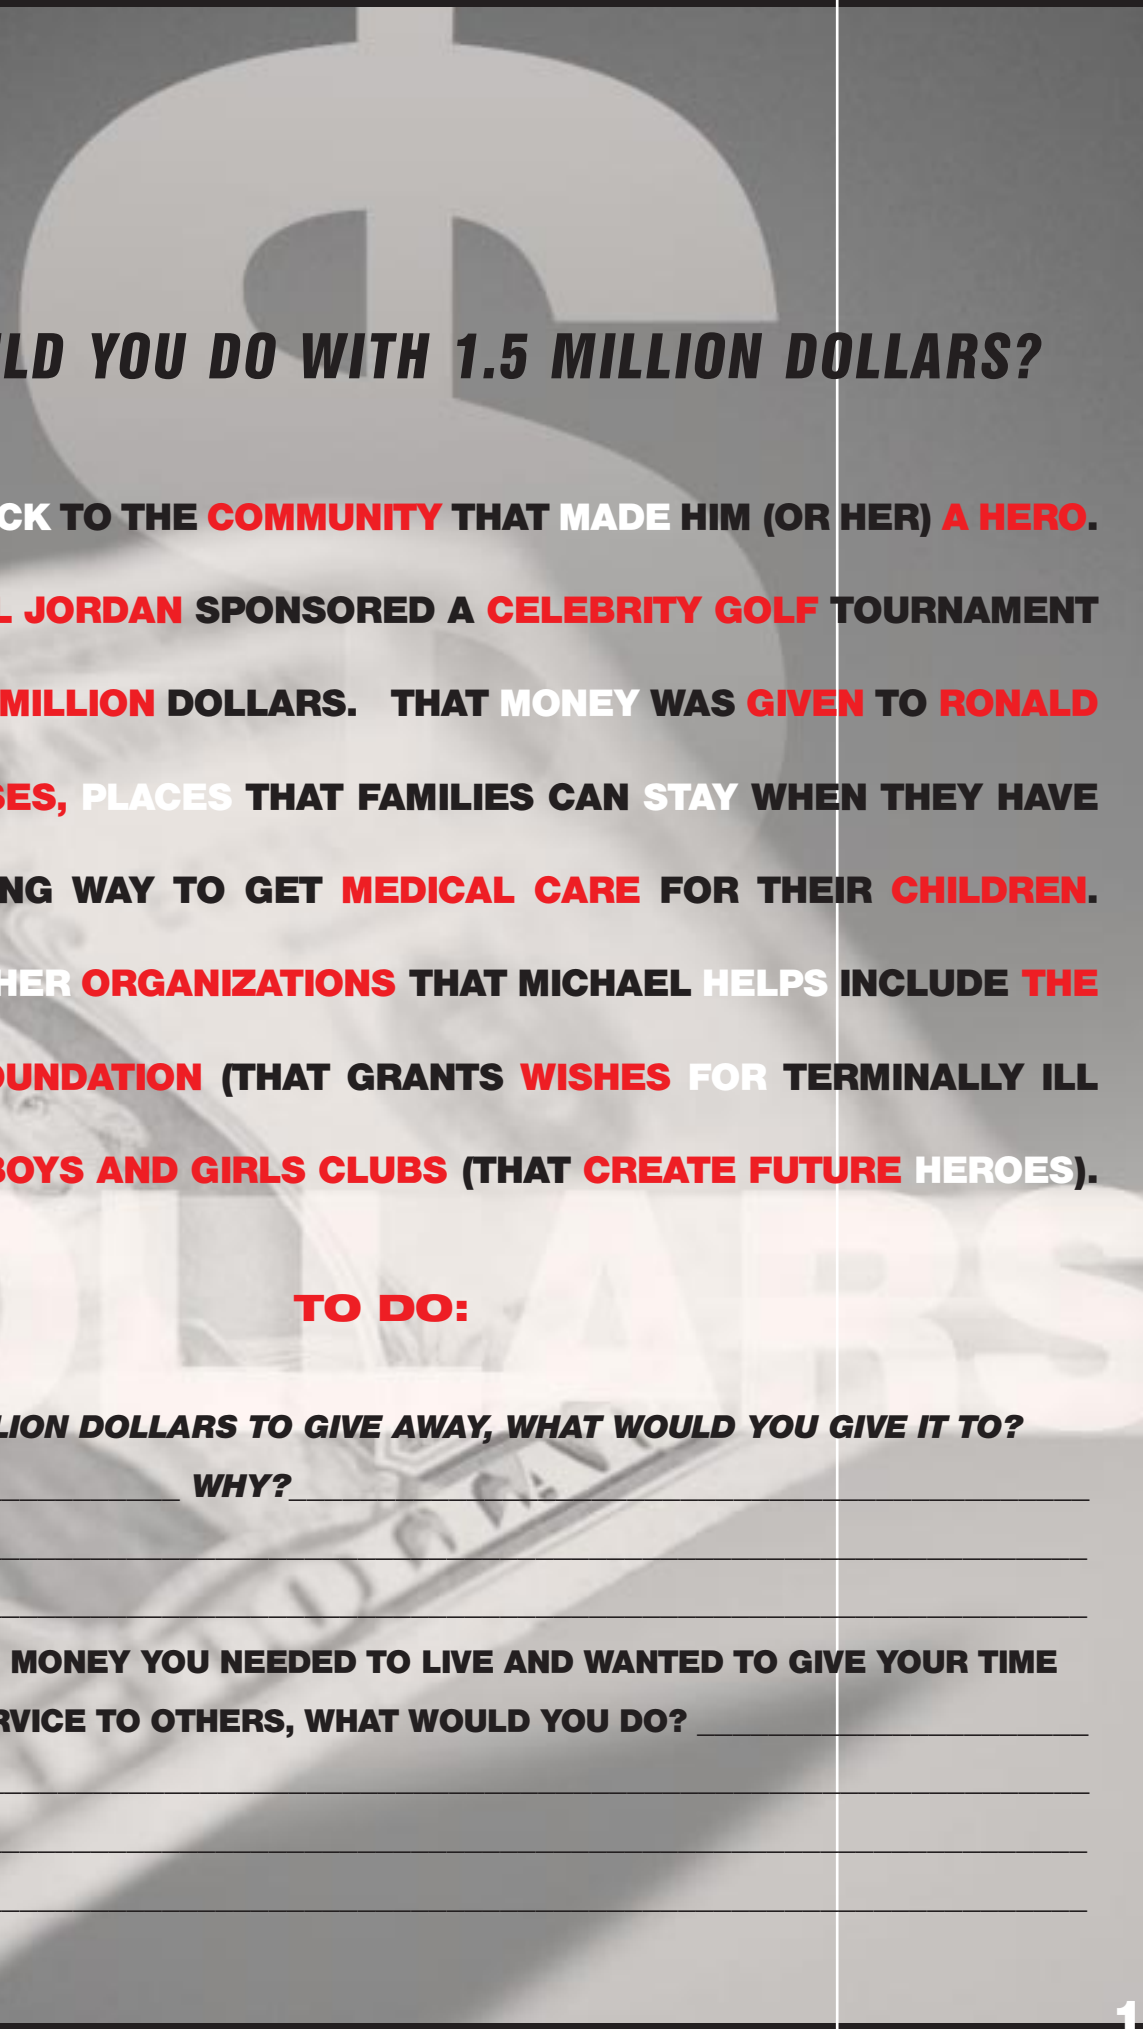 LD YOU DO WITH 1.5 MILLION DOLLARS?
CK TO THE COMMUNITY THAT MADE HIM (OR HER) A HERO.
L JORDAN SPONSORED A CELEBRITY GOLF TOURNAMENT
MILLION DOLLARS. THAT MONEY WAS GIVEN TO RONALD
SES, PLACES THAT FAMILIES CAN STAY WHEN THEY HAVE
NG WAY TO GET MEDICAL CARE FOR THEIR CHILDREN.
HER ORGANIZATIONS THAT MICHAEL HELPS INCLUDE THE
OUNDATION (THAT GRANTS WISHES FOR TERMINALLY ILL
BOYS AND GIRLS CLUBS (THAT CREATE FUTURE HEROES).
OLLARS
TO DO:
LION DOLLARS TO GIVE AWAY, WHAT WOULD YOU GIVE IT TO?
WHY?
MONEY YOU NEEDED TO LIVE AND WANTED TO GIVE YOUR TIME
RVICE TO OTHERS, WHAT WOULD YOU DO?
1